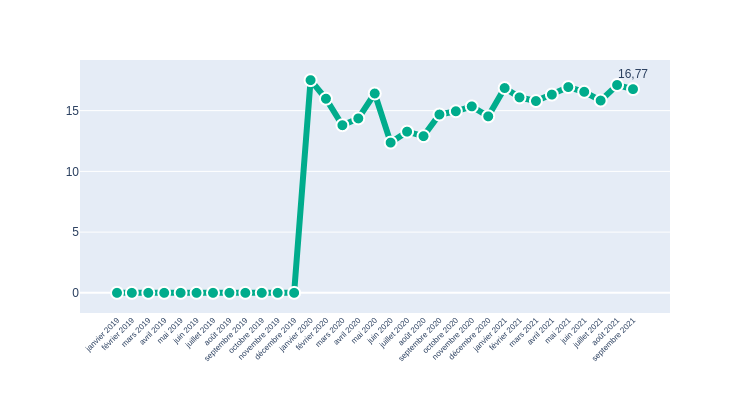 16,77
15
10
5
0
janvier 2019
février 2019
mars 2019
avril 2019
mai 2019
juin 2019
juillet 2019
août 2019
septembre 2019
octobre 2019
novembre 2019
décembre 2019
janvier 2020
février 2020
mars 2020
avril 2020
mai 2020
juin 2020
juillet 2020
août 2020
septembre 2020
octobre 2020
novembre 2020
décembre 2020
janvier 2021
février 2021
mars 2021
avril 2021
mai 2021
juin 2021
juillet 2021
août 2021
septembre 2021